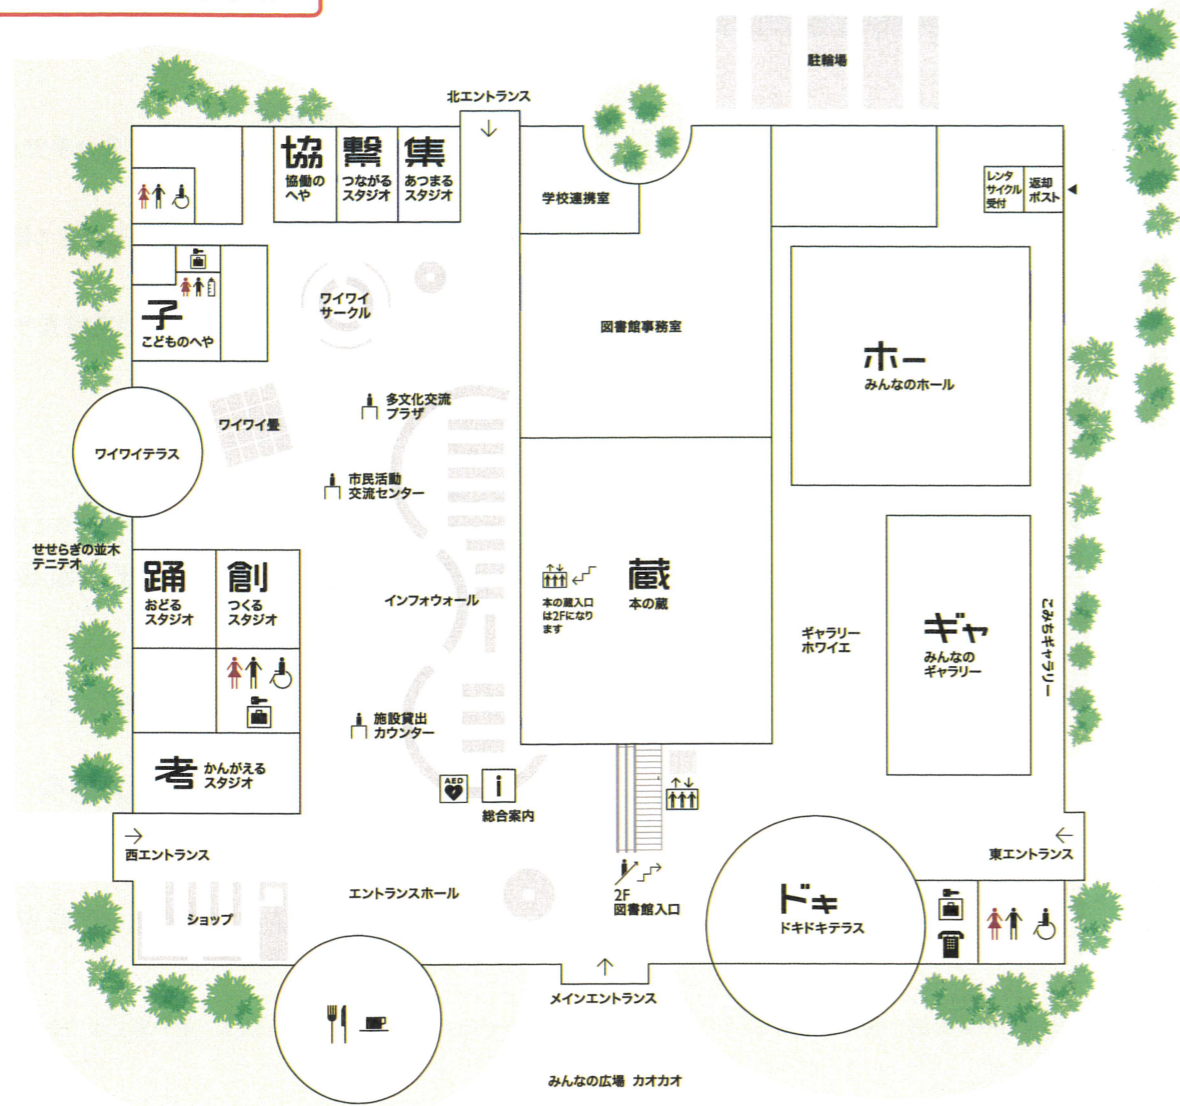 駐輪場
北エントランス
協
協働の
へや
繋
つながる
スタジオ
集
あつまる
スタジオ
学校連携室
レンタ
サイクル
受付
返却
ポスト
子
こどものへや
ワイワイ
サークル
図書館事務室
ホー
みんなのホール
多文化交流
プラザ
ワイワイ畳
ワイワイテラス
市民活動
交流センター
せせらぎの並木
テニテオ
踊
おどる
スタジオ
創
つくる
スタジオ
インフォウォール
本の蔵入口
は2Fになり
ます
蔵
本の蔵
ギャラリー
ホワイエ
ギャ
みんなの
ギャラリー
こみちギャラリー
施設貸出
カウンター
考
かんがえる
スタジオ
AED
i
総合案内
西エントランス
東エントランス
エントランスホール
2F
図書館入口
ショップ
ドキ
ドキドキテラス
メインエントランス
みんなの広場 カオカオ